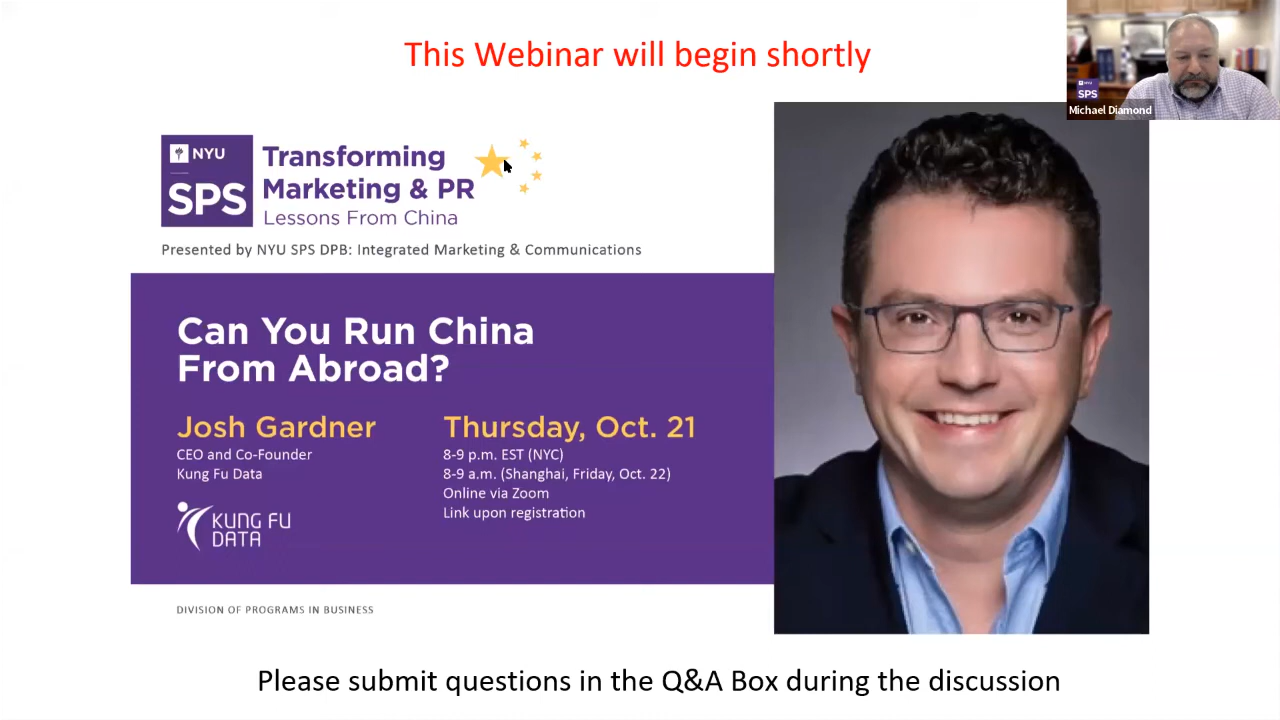 This Webinar will begin shortly
NYU
SPS
Michael Diamond
NYU
SPS
Transforming
Marketing & PR
Lessons From China
Presented by NYU SPS DPB: Integrated Marketing & Communications
Can You Run China
From Abroad?
Josh Gardner
CEO and Co-Founder
Kung Fu Data
KUNG FU
DATA
Thursday, Oct. 21
8-9 p.m. EST (NYC)
8-9 a.m. (Shanghai, Friday, Oct. 22)
Online via Zoom
Link upon registration
DIVISION OF PROGRAMS IN BUSINESS
Please submit questions in the Q&A Box during the discussion